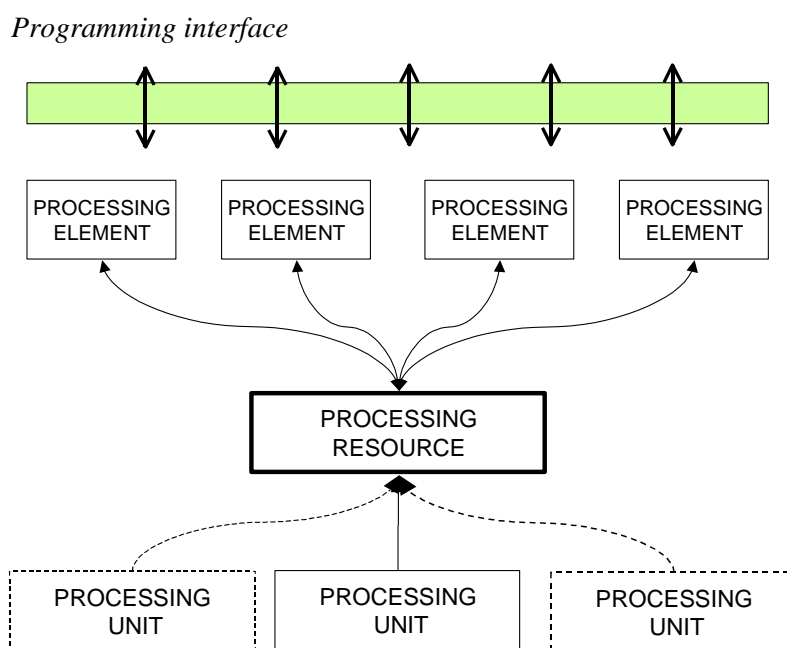 Programming interface
PROCESSING
ELEMENT
PROCESSING
ELEMENT
PROCESSING
ELEMENT
PROCESSING
ELEMENT
PROCESSING
RESOURCE
PROCESSING
UNIT
PROCESSING
UNIT
PROCESSING
UNIT